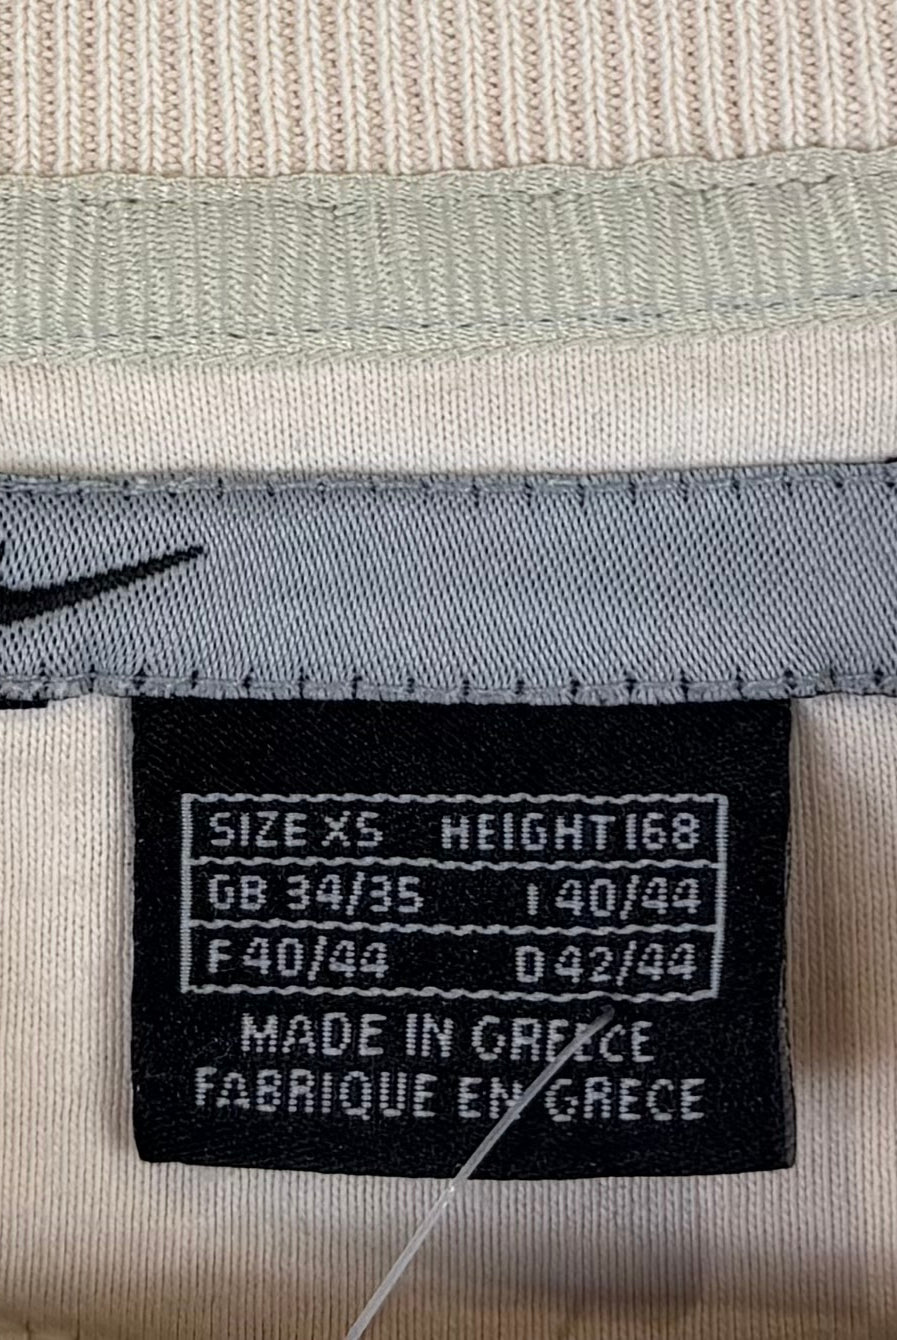 SIZE XS HEIGHT 168
GB 34/35 I 40/44
F 40/44 D 42/44
MADE IN GREECE
FABRIQUE EN GRECE